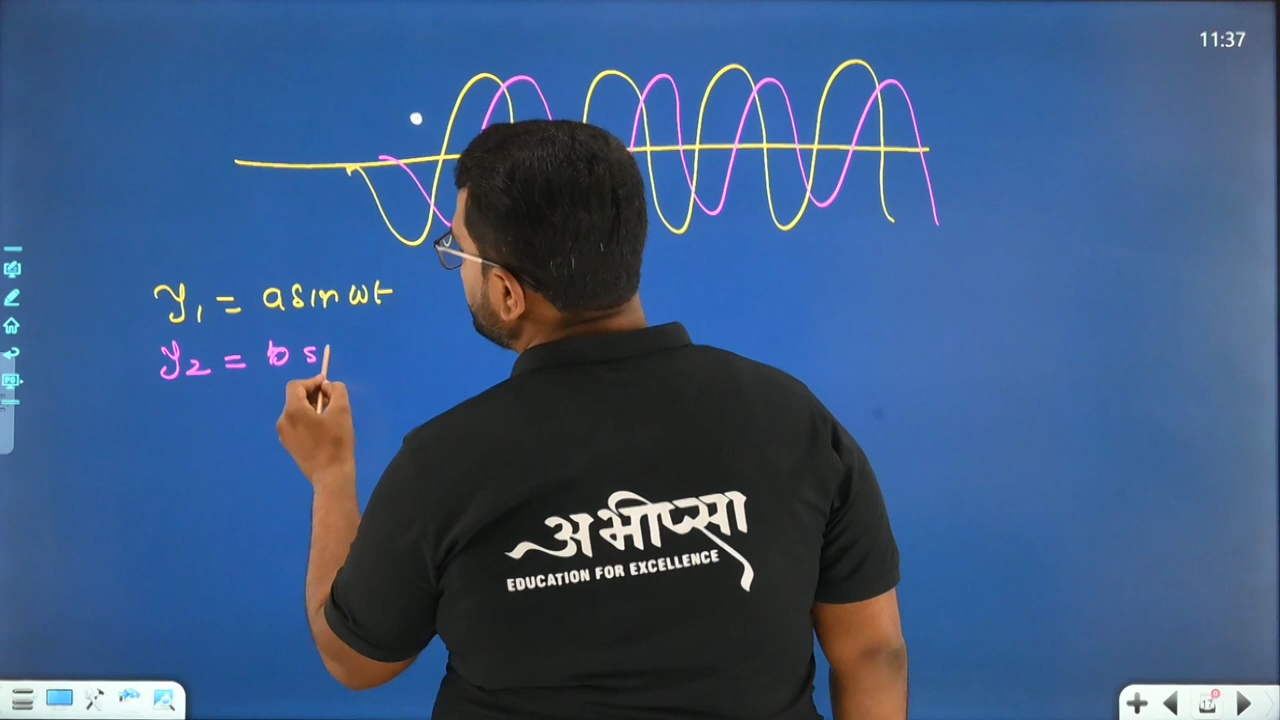 11:37
y₁ = a sin ωt
y₂ = b s
अभीप्सा
EDUCATION FOR EXCELLENCE